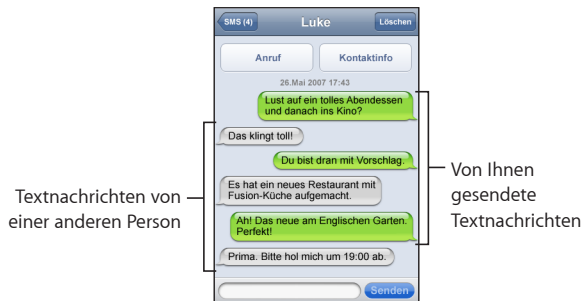 SMS (4)
Luke
Löschen
Anruf
Kontaktinfo
26.Mai 2007 17:43
Lust auf ein tolles Abendessen
und danach ins Kino?
Das klingt toll!
Du bist dran mit Vorschlag.
Es hat ein neues Restaurant mit
Fusion-Küche aufgemacht.
Ah! Das neue am Englischen Garten.
Perfekt!
Prima. Bitte hol mich um 19:00 ab.
Senden
Textnachrichten von
einer anderen Person
Von Ihnen
gesendete
Textnachrichten